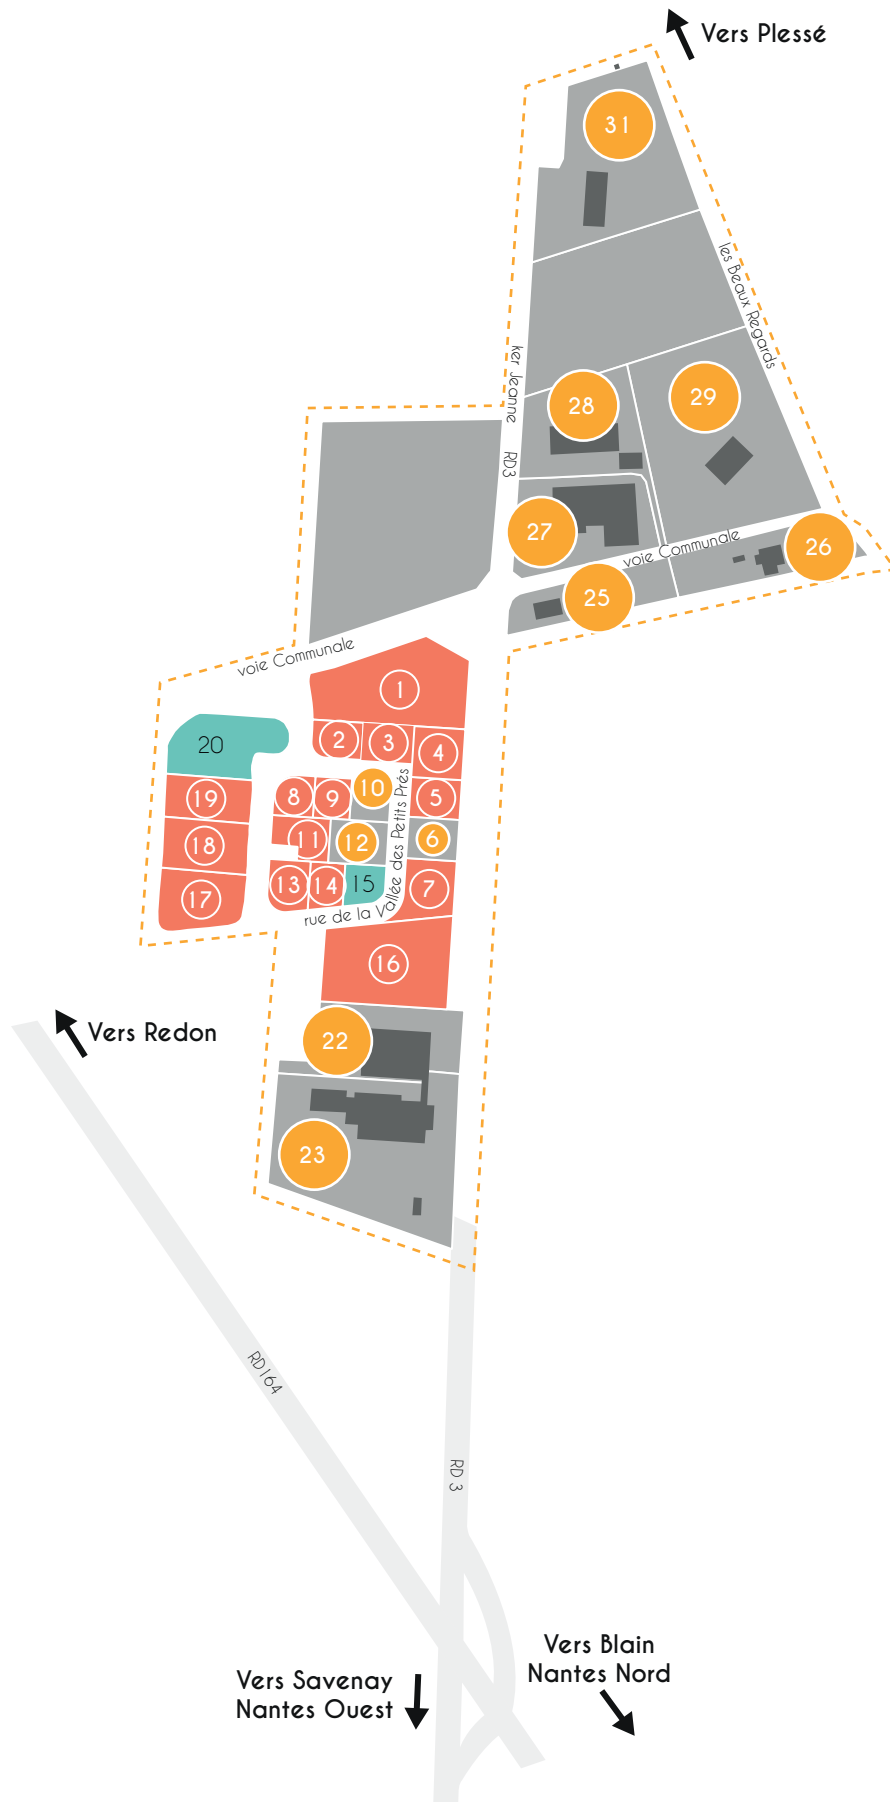 Vers Plessé
31
les Beaux Regards
ker Jeanne
RD3
28
29
27
voie Communale
26
25
voie Communale
1
2
3
4
20
19
8
9
10
5
18
11
12
6
rue de la Vallée des Petits Prés
17
13
14
15
7
16
Vers Redon
22
23
RD164
RD 3
Vers Blain
Nantes Nord
Vers Savenay
Nantes Ouest